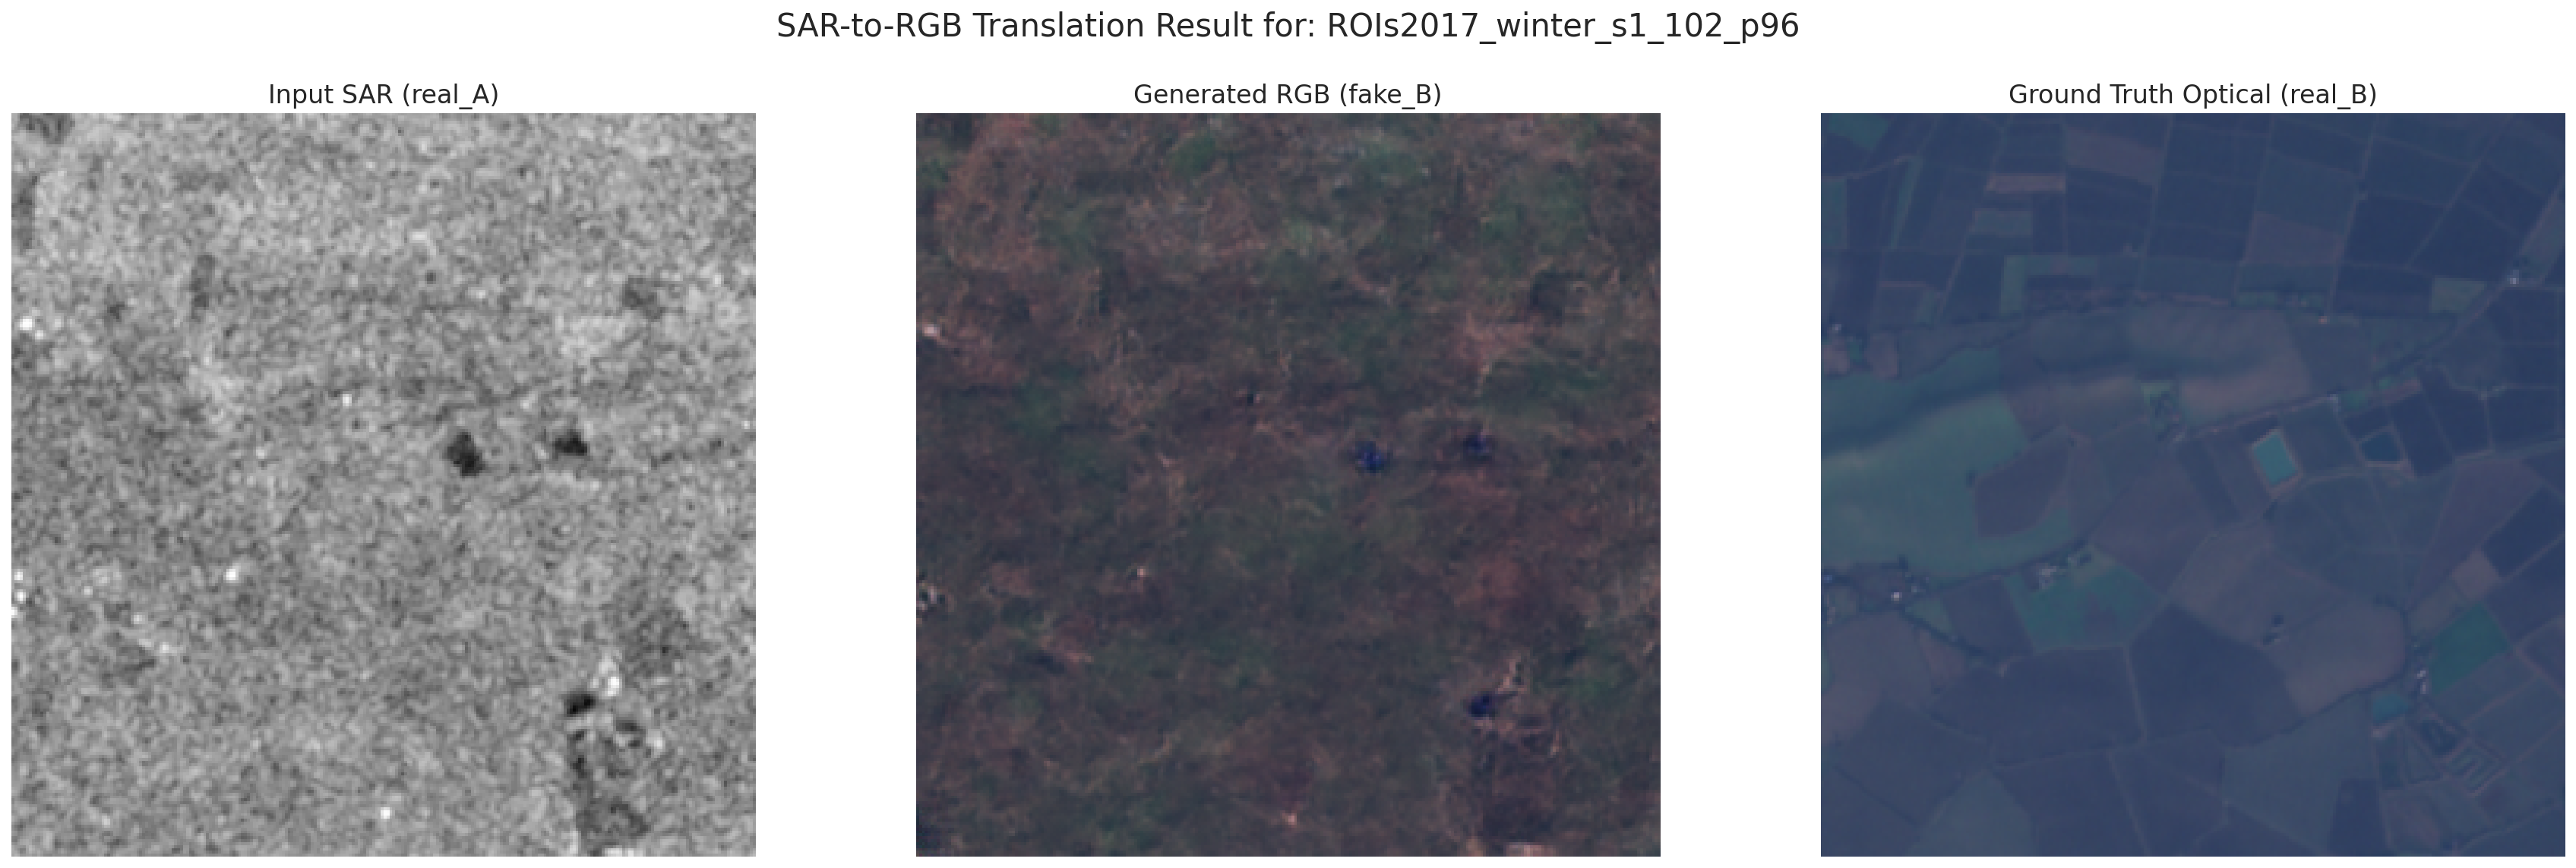 SAR-to-RGB Translation Result for: ROIs2017_winter_s1_102_p96
Input SAR (real_A)
Generated RGB (fake_B)
Ground Truth Optical (real_B)